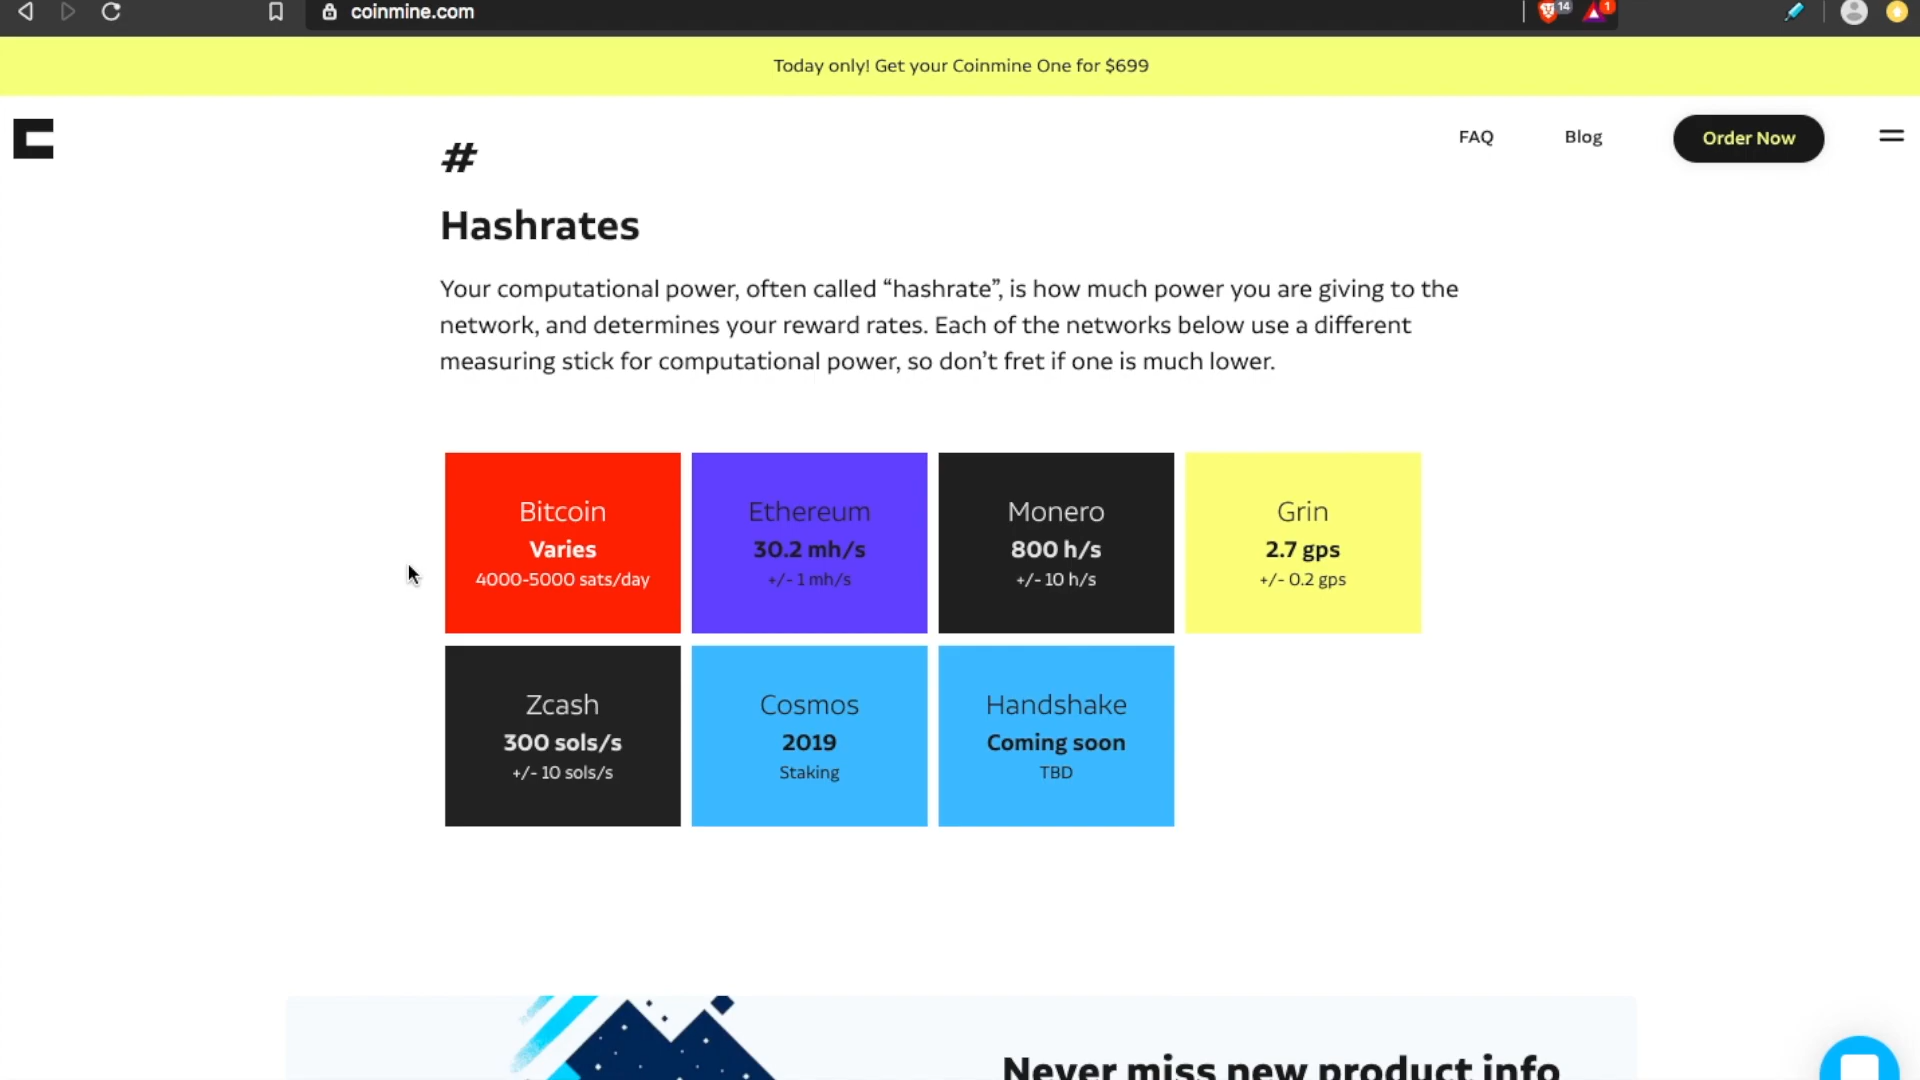 coinmine.com
14
1
Today only! Get your Coinmine One for $699
FAQ
Blog
Order Now
#
Hashrates
Your computational power, often called “hashrate”, is how much power you are giving to the
network, and determines your reward rates. Each of the networks below use a different
measuring stick for computational power, so don’t fret if one is much lower.
Bitcoin
Varies
4000-5000 sats/day
Ethereum
30.2 mh/s
+/- 1 mh/s
Monero
800 h/s
+/- 10 h/s
Grin
2.7 gps
+/- 0.2 gps
Zcash
300 sols/s
+/- 10 sols/s
Cosmos
2019
Staking
Handshake
Coming soon
TBD
Never miss new product info